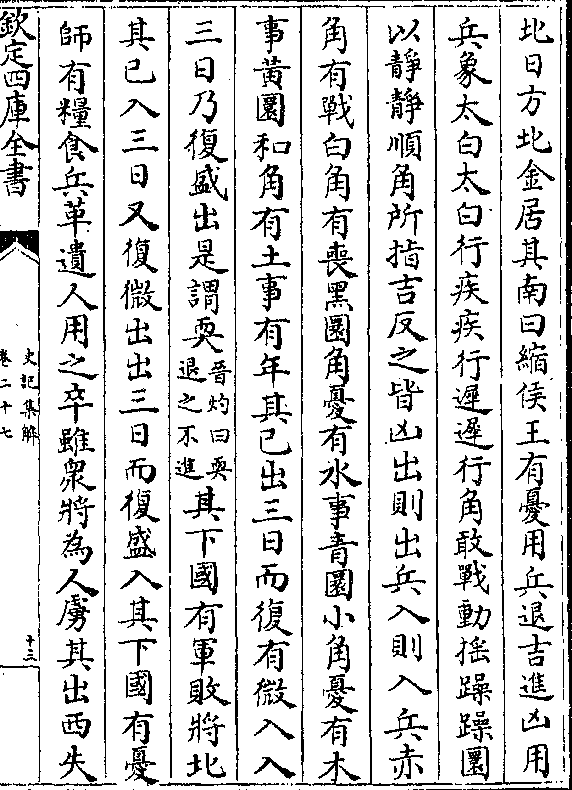 北日方北金居其南曰縮侯王有憂用兵退吉進凶用
兵象太白太白行疾疾行遲遲行角敢戰動揺躁躁圜
以靜靜順角所指吉反之皆凶出則出兵入則入兵赤
角有戰白角有喪黑圜角憂有水事青圜小角憂有木
事黄圜和角有土事有年其已出三日而復有微入入
三日乃復盛出是謂耎晉灼曰耎退之不進其下國有軍敗將北
其已入三日又復微出出三日而復盛入其下國有憂
師有糧食兵革遺人用之卒雖衆將為人虜其出西失
欽定四庫全書
史記集解
卷二十七
十三